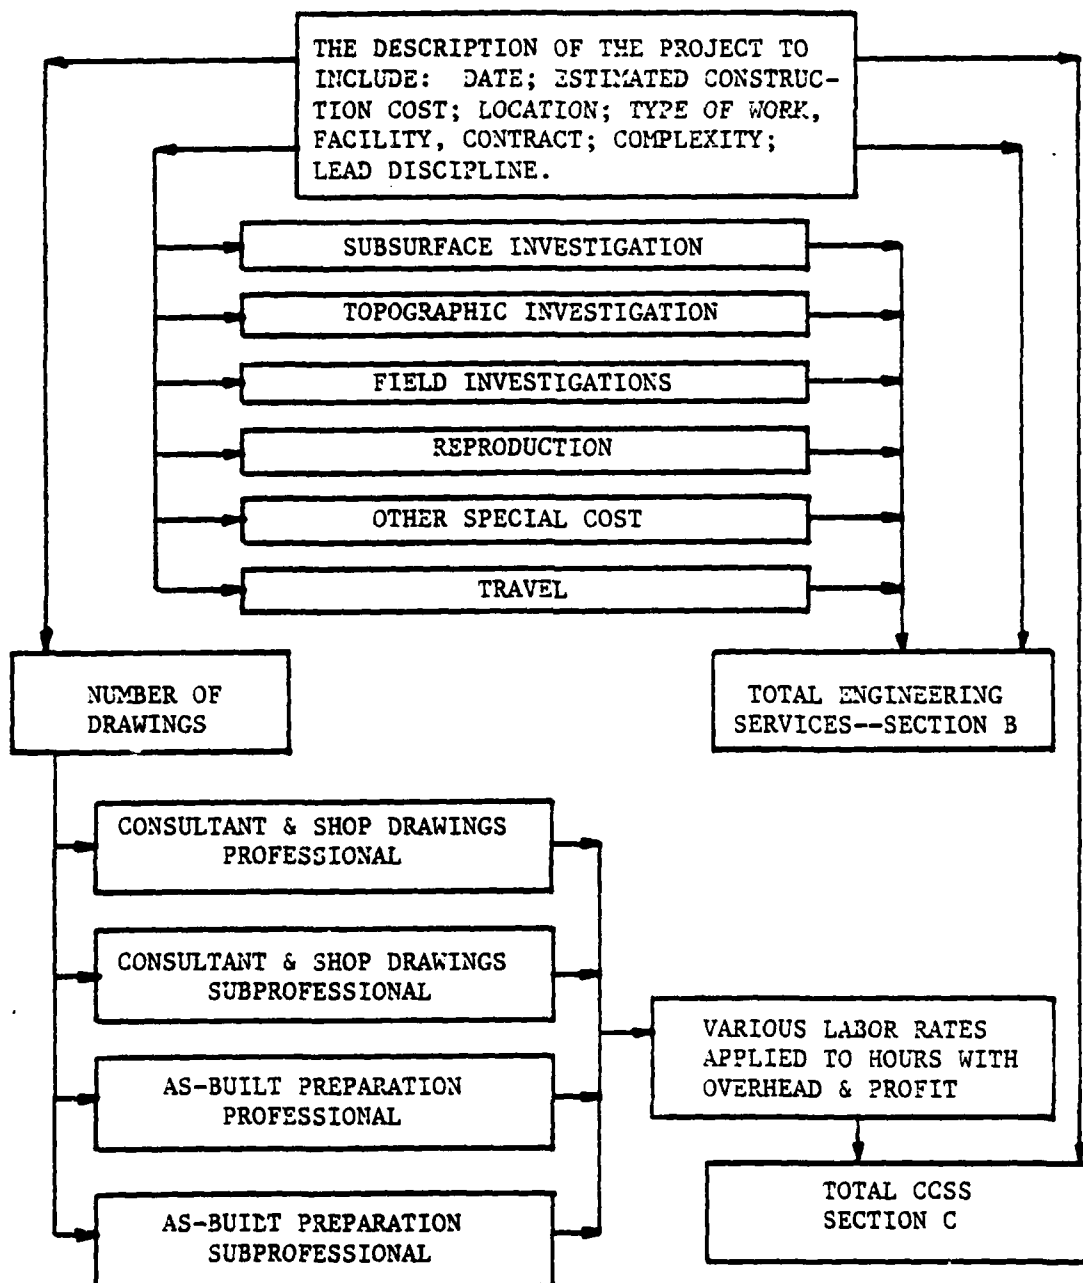 THE DESCRIPTION OF THE PROJECT TO
INCLUDE: DATE; ESTIMATED CONSTRUC-
TION COST; LOCATION; TYPE OF WORK,
FACILITY, CONTRACT; COMPLEXITY;
LEAD DISCIPLINE.
SUBSURFACE INVESTIGATION
TOPOGRAPHIC INVESTIGATION
FIELD INVESTIGATIONS
REPRODUCTION
OTHER SPECIAL COST
TRAVEL
NUMBER OF
DRAWINGS
TOTAL ENGINEERING
SERVICES--SECTION B
CONSULTANT & SHOP DRAWINGS
PROFESSIONAL
CONSULTANT & SHOP DRAWINGS
SUBPROFESSIONAL
AS-BUILT PREPARATION
PROFESSIONAL
AS-BUILT PREPARATION
SUBPROFESSIONAL
VARIOUS LABOR RATES
APPLIED TO HOURS WITH
OVERHEAD & PROFIT
TOTAL CCSS
SECTION C